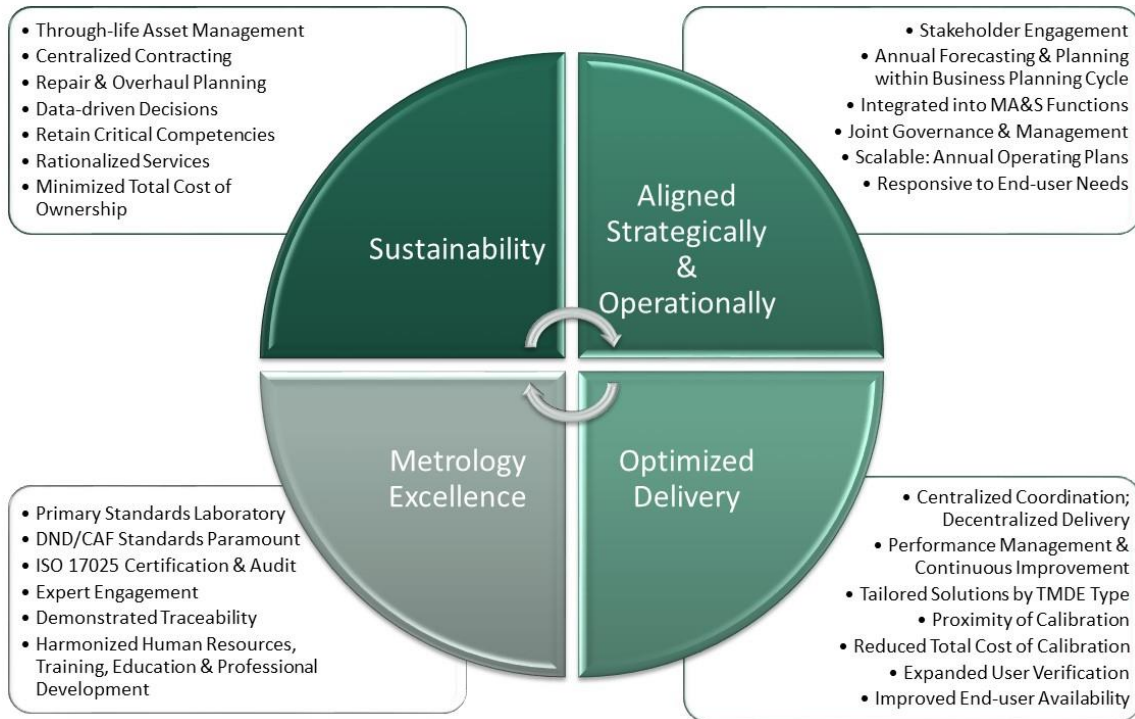 • Through-life Asset Management
• Centralized Contracting
• Repair & Overhaul Planning
• Data-driven Decisions
• Retain Critical Competencies
• Rationalized Services
• Minimized Total Cost of
Ownership
• Stakeholder Engagement
• Annual Forecasting & Planning
within Business Planning Cycle
• Integrated into MA&S Functions
• Joint Governance & Management
• Scalable: Annual Operating Plans
• Responsive to End-user Needs
Sustainability
Aligned
Strategically
&
Operationally
Metrology
Excellence
Optimized
Delivery
• Primary Standards Laboratory
• DND/CAF Standards Paramount
• ISO 17025 Certification & Audit
• Expert Engagement
• Demonstrated Traceability
• Harmonized Human Resources,
Training, Education & Professional
Development
• Centralized Coordination;
Decentralized Delivery
• Performance Management &
Continuous Improvement
• Tailored Solutions by TMDE Type
• Proximity of Calibration
• Reduced Total Cost of Calibration
• Expanded User Verification
• Improved End-user Availability